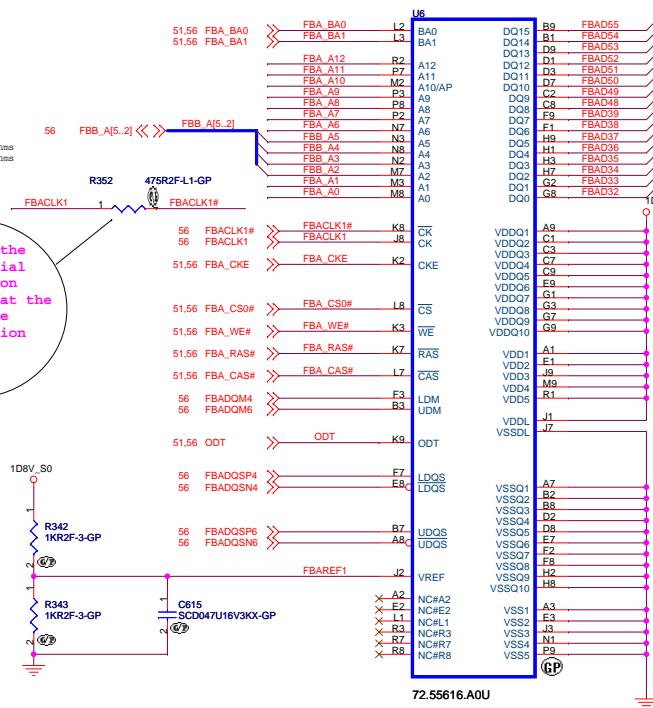 U6
51,56 FBA_BA0 FBA_BA0 L2 BA0 DQ15 B9 FBAD55
51,56 FBA_BA1 FBA_BA1 L3 BA1 DQ14 B1 FBAD54
DQ13 D9 FBAD53
FBA_A12 R2 A12 DQ12 D1 FBAD52
FBA_A11 P7 A11 DQ11 D3 FBAD51
FBA_A10 M2 A10/AP DQ10 D7 FBAD50
FBA_A9 P3 A9 DQ9 C2 FBAD49
FBA_A8 P8 A8 DQ8 C8 FBAD48
FBA_A7 P2 A7 DQ7 F9 FBAD39
56 FBB_A[5..2] FBB_A[5..2] FBA_A6 N7 A6 DQ6 F1 FBAD38
FBB_A5 N3 A5 DQ5 H9 FBAD37
FBB_A4 N8 A4 DQ4 H1 FBAD36
FBB_A3 N2 A3 DQ3 H3 FBAD35
FBB_A2 M7 A2 DQ2 H7 FBAD34
FBA_A1 M3 A1 DQ1 G2 FBAD33
FBA_A0 M8 A0 DQ0 G8 FBAD32
R352 475R2F-L1-GP
FBACLK1 1 FBACLK1#
56 FBACLK1# FBACLK1# K8 CK VDDQ1 A9
56 FBACLK1 FBACLK1 J8 CK VDDQ2 C1
VDDQ3 C3
51,56 FBA_CKE FBA_CKE K2 CKE VDDQ4 C7
VDDQ5 C9
VDDQ6 E9
VDDQ7 G1
51,56 FBA_CS0# FBA_CS0# L8 CS VDDQ8 G3
VDDQ9 G7
51,56 FBA_WE# FBA_WE# K3 WE VDDQ10 G9
51,56 FBA_RAS# FBA_RAS# K7 RAS VDD1 A1
VDD2 E1
51,56 FBA_CAS# FBA_CAS# L7 CAS VDD3 J9
VDD4 M9
56 FBADQM4 F3 LDM VDD5 R1
56 FBADQM6 B3 UDM
VDDL J1
VSSDL J7
51,56 ODT ODT K9 ODT
the
ial
on
at the
e
ion
1D8V_S0
56 FBADQSP4 F7 LDQS
56 FBADQSN4 E8 LDQS
VSSQ1 A7
VSSQ2 B2
VSSQ3 B8
VSSQ4 D2
56 FBADQSP6 B7 UDQS VSSQ5 D8
56 FBADQSN6 A8 UDQS VSSQ6 E7
VSSQ7 F2
VSSQ8 F8
FBAREF1 J2 VREF VSSQ9 H2
VSSQ10 H8
1
R342
1KR2F-3-GP
2 G/P
1
R343
1KR2F-3-GP
2 G/P
1
C615
SCD047U16V3KX-GP
2 G/P
A2 NC#A2
E2 NC#E2 VSS1 A3
L1 NC#L1 VSS2 E3
R3 NC#R3 VSS3 J3
R7 NC#R7 VSS4 N1
R8 NC#R8 VSS5 P9
GP
72.55616.A0U